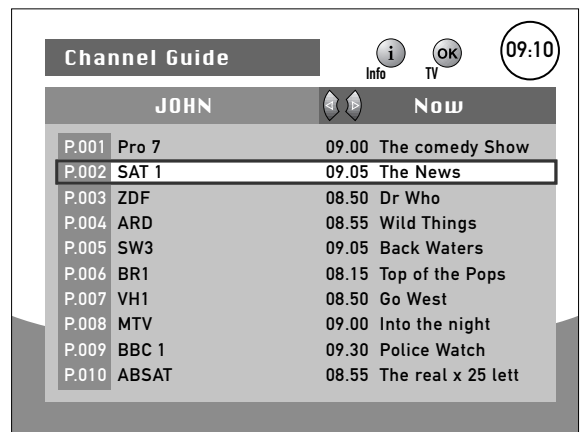 Channel Guide i OK 09:10
Info TV
JOHN Now
P.001 Pro 7 09.00 The comedy Show
P.002 SAT 1 09.05 The News
P.003 ZDF 08.50 Dr Who
P.004 ARD 08.55 Wild Things
P.005 SW3 09.05 Back Waters
P.006 BR1 08.15 Top of the Pops
P.007 VH1 08.50 Go West
P.008 MTV 09.00 Into the night
P.009 BBC 1 09.30 Police Watch
P.010 ABSAT 08.55 The real x 25 lett